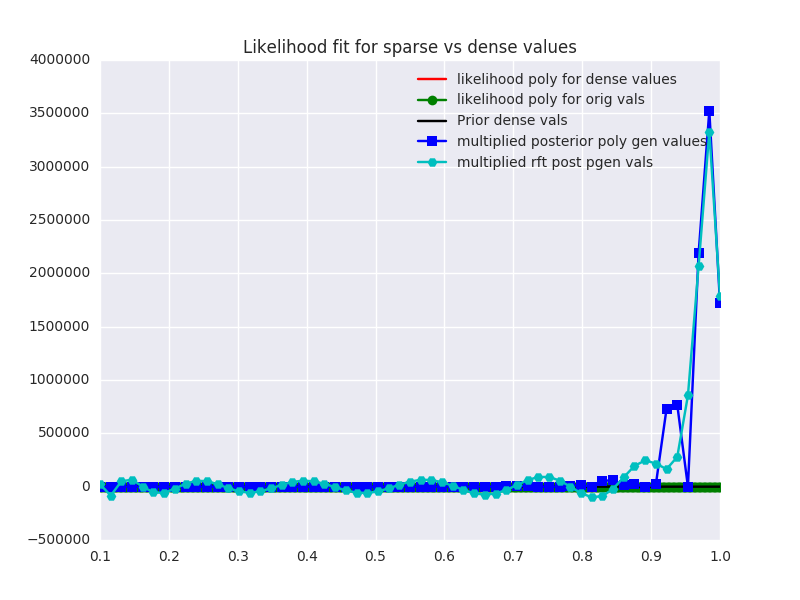 Likelihood fit for sparse vs dense values
4000000
3500000
3000000
2500000
2000000
1500000
1000000
500000
0
−500000
likelihood poly for dense values
likelihood poly for orig vals
Prior dense vals
multiplied posterior poly gen values
multiplied rft post pgen vals
0.1 0.2 0.3 0.4 0.5 0.6 0.7 0.8 0.9 1.0